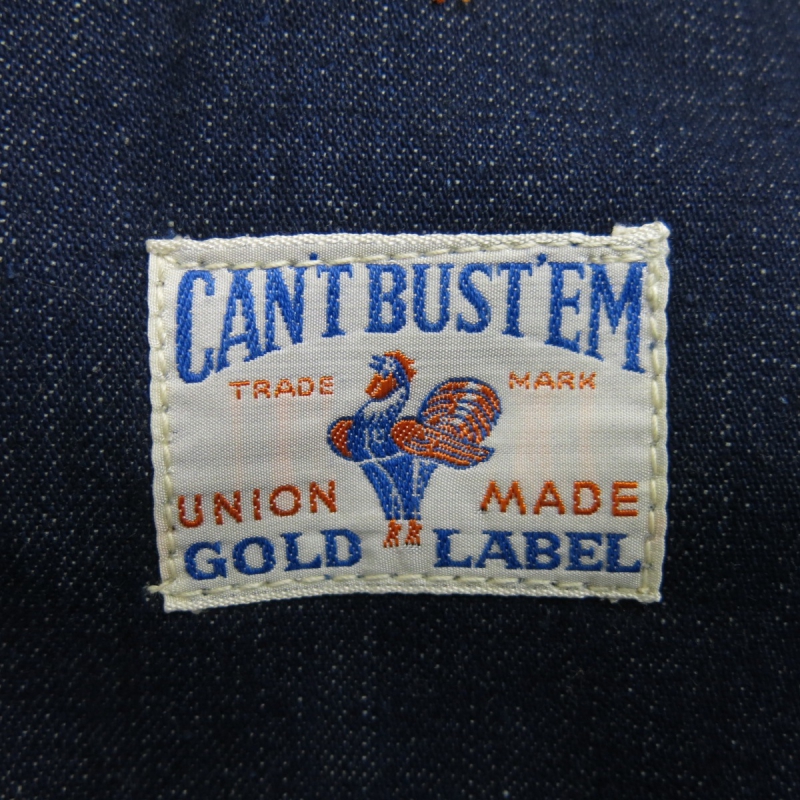 CAN'T BUST 'EM
TRADE MARK
UNION MADE
GOLD LABEL